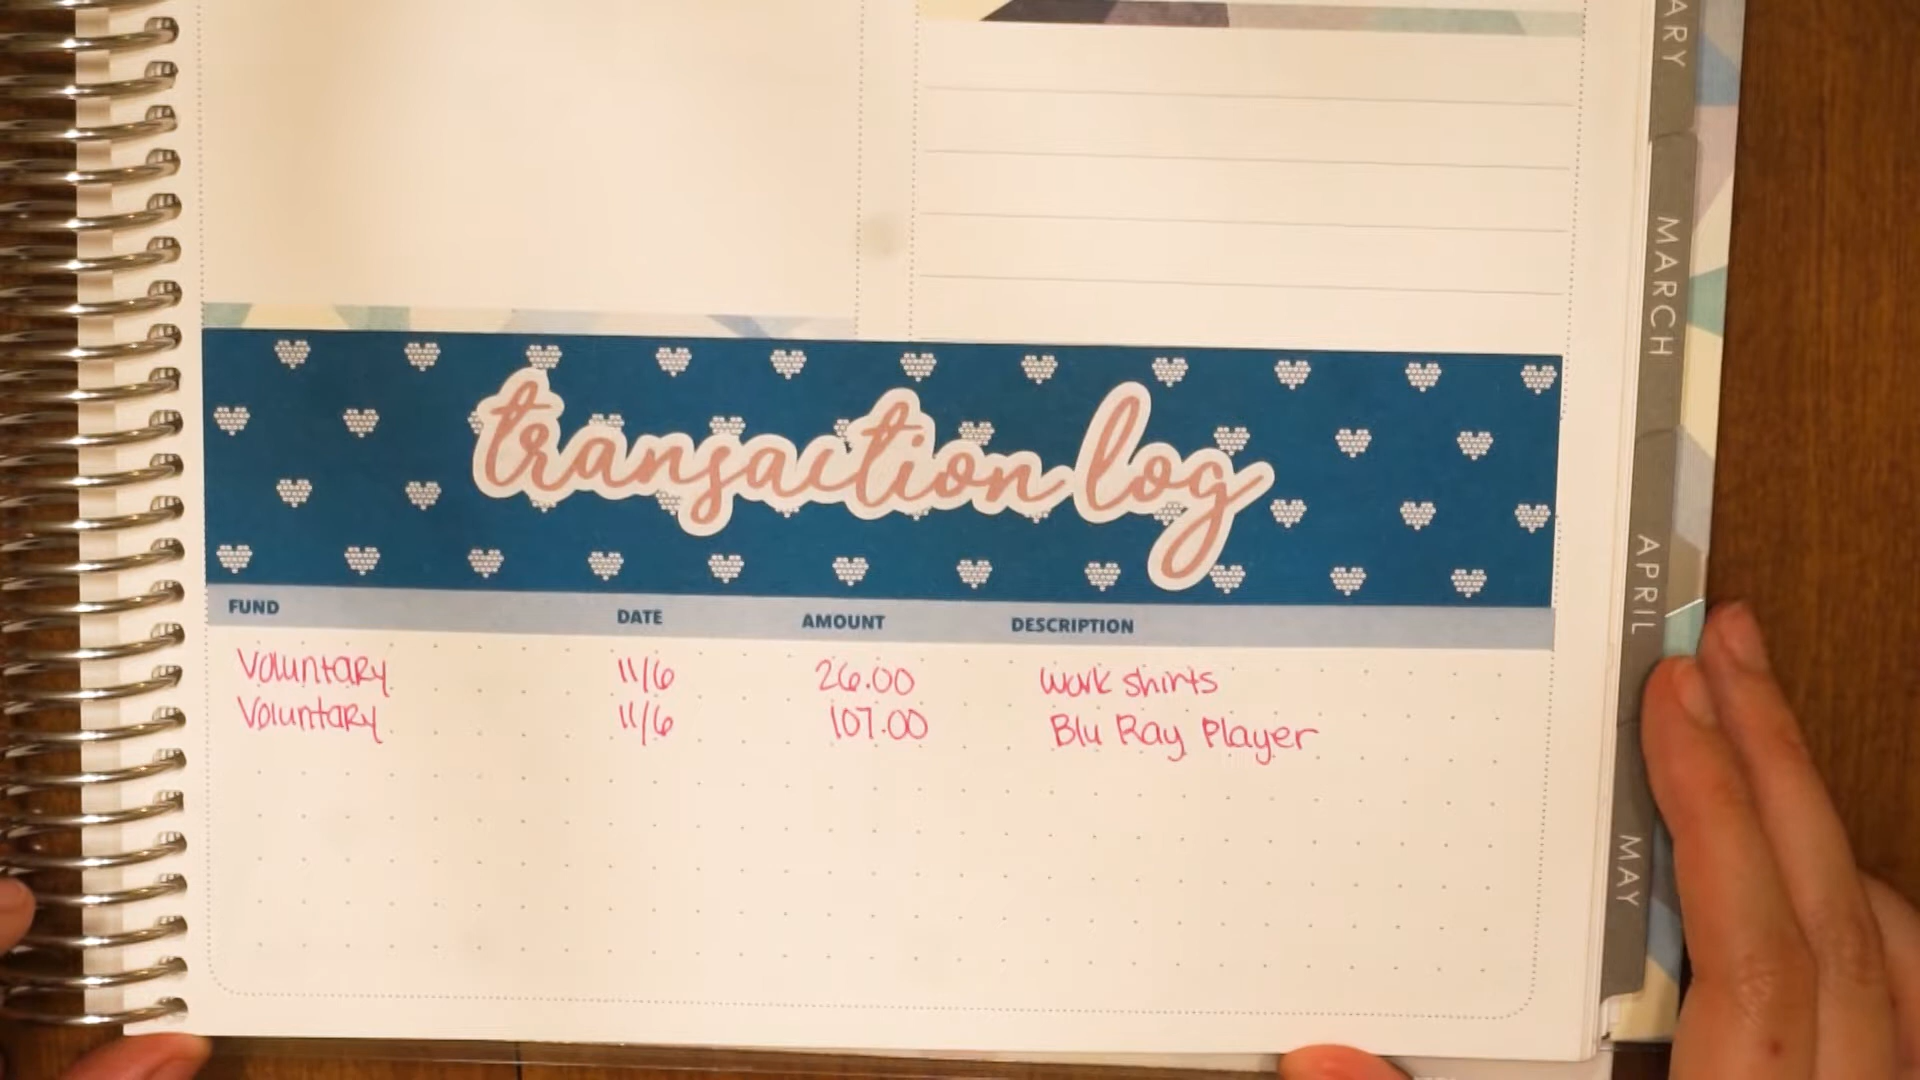 ARY
MARCH
APRIL
MAY
transaction log
FUND DATE AMOUNT DESCRIPTION
Voluntary 11/6 26.00 work shirts
Voluntary 11/6 107.00 Blu Ray Player